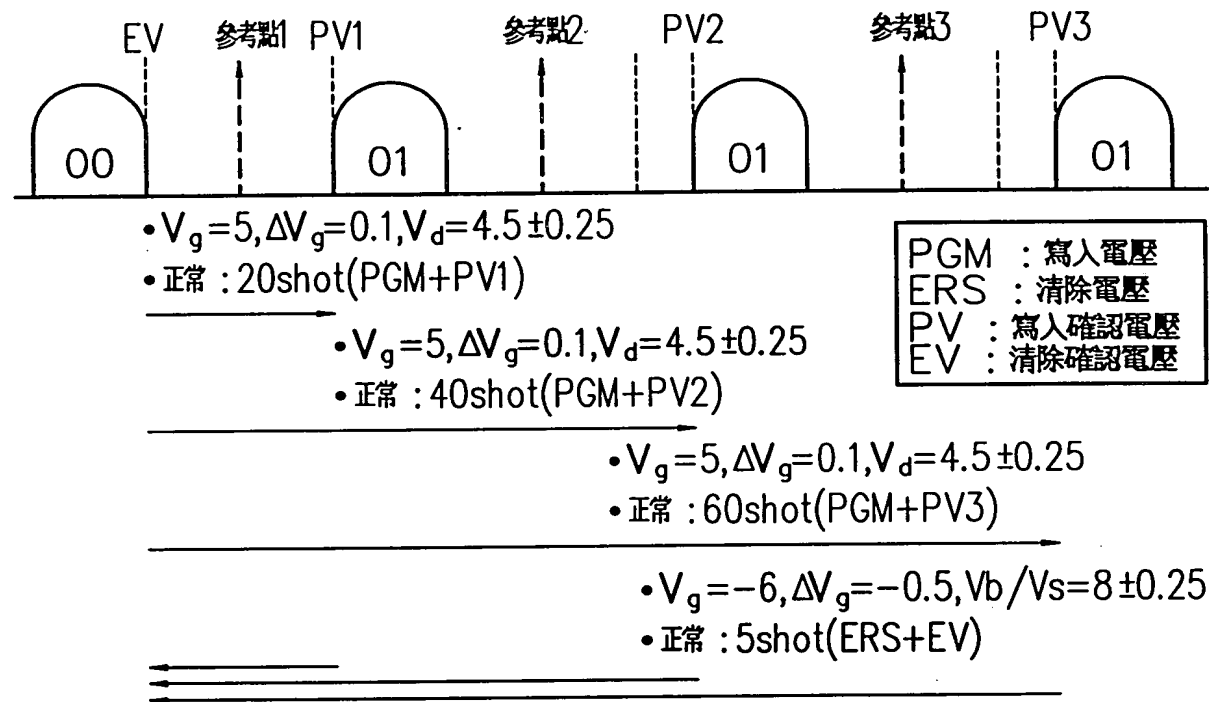 EV 參考點1 PV1 參考點2 PV2 參考點3 PV3
00 01 01 01
•Vg=5,ΔVg=0.1,Vd=4.5±0.25
•正常:20shot(PGM+PV1)
PGM :寫入電壓
ERS :清除電壓
PV :寫入確認電壓
EV :清除確認電壓
•Vg=5,ΔVg=0.1,Vd=4.5±0.25
•正常:40shot(PGM+PV2)
•Vg=5,ΔVg=0.1,Vd=4.5±0.25
•正常:60shot(PGM+PV3)
•Vg=−6,ΔVg=−0.5,Vb/Vs=8±0.25
•正常:5shot(ERS+EV)